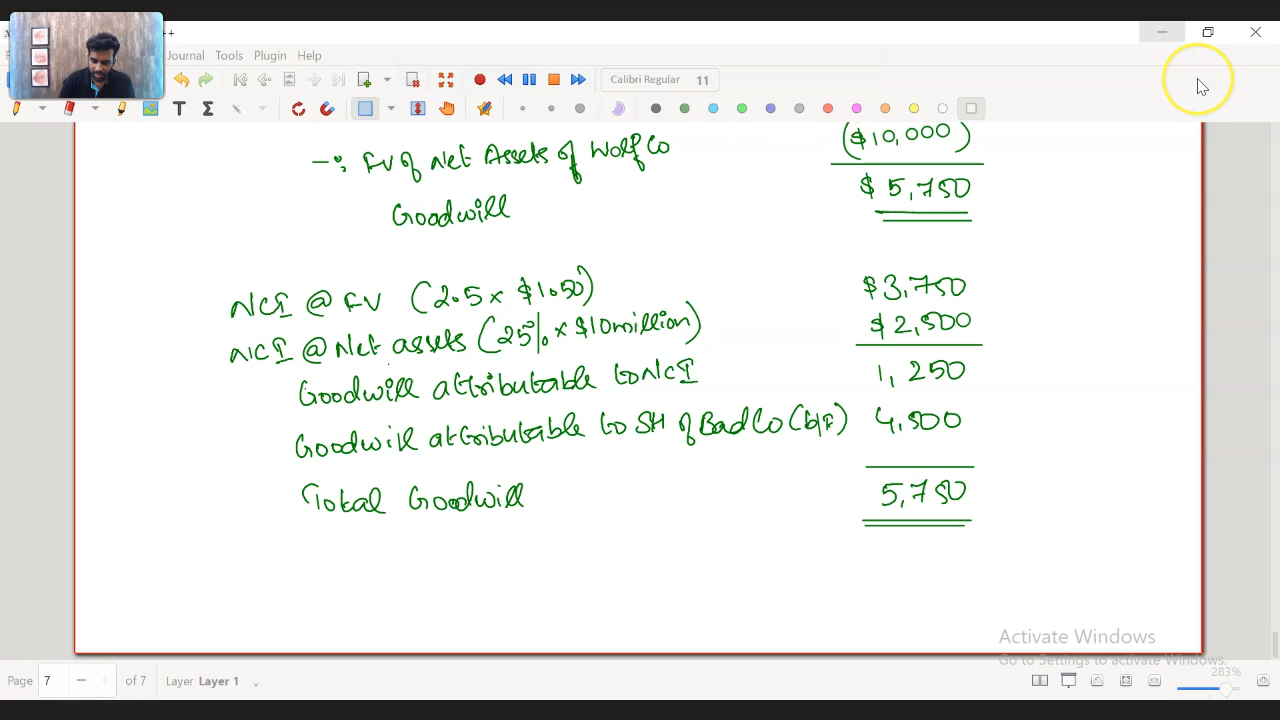 ++
Journal Tools Plugin Help
Calibri Regular 11
($10,000)
-: FV of Net Assets of Wolf Co
$ 5,750
Goodwill
NCI @ FV (2.5 x $1.50) $3,750
NCI @ Net assets (25% x $10million) $2,500
Goodwill attributable to NCI 1,250
Goodwill attributable to SH of Bad Co (b/f) 4,500
Total Goodwill 5,750
Activate Windows
Go to Settings to activate Windows.
283%
Page 7 of 7 Layer Layer 1